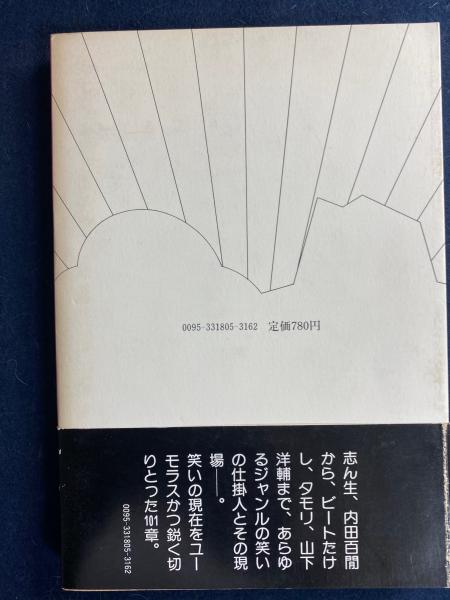 0095-331805-3162 定価780円
志ん生、内田百閒
から、ビートたけ
し、タモリ、山下
洋輔まで、あらゆ
るジャンルの笑い
の仕掛人とその現
場――。
笑いの現在をユー
モラスかつ鋭く切
りとった101章。
0095-331805-3162